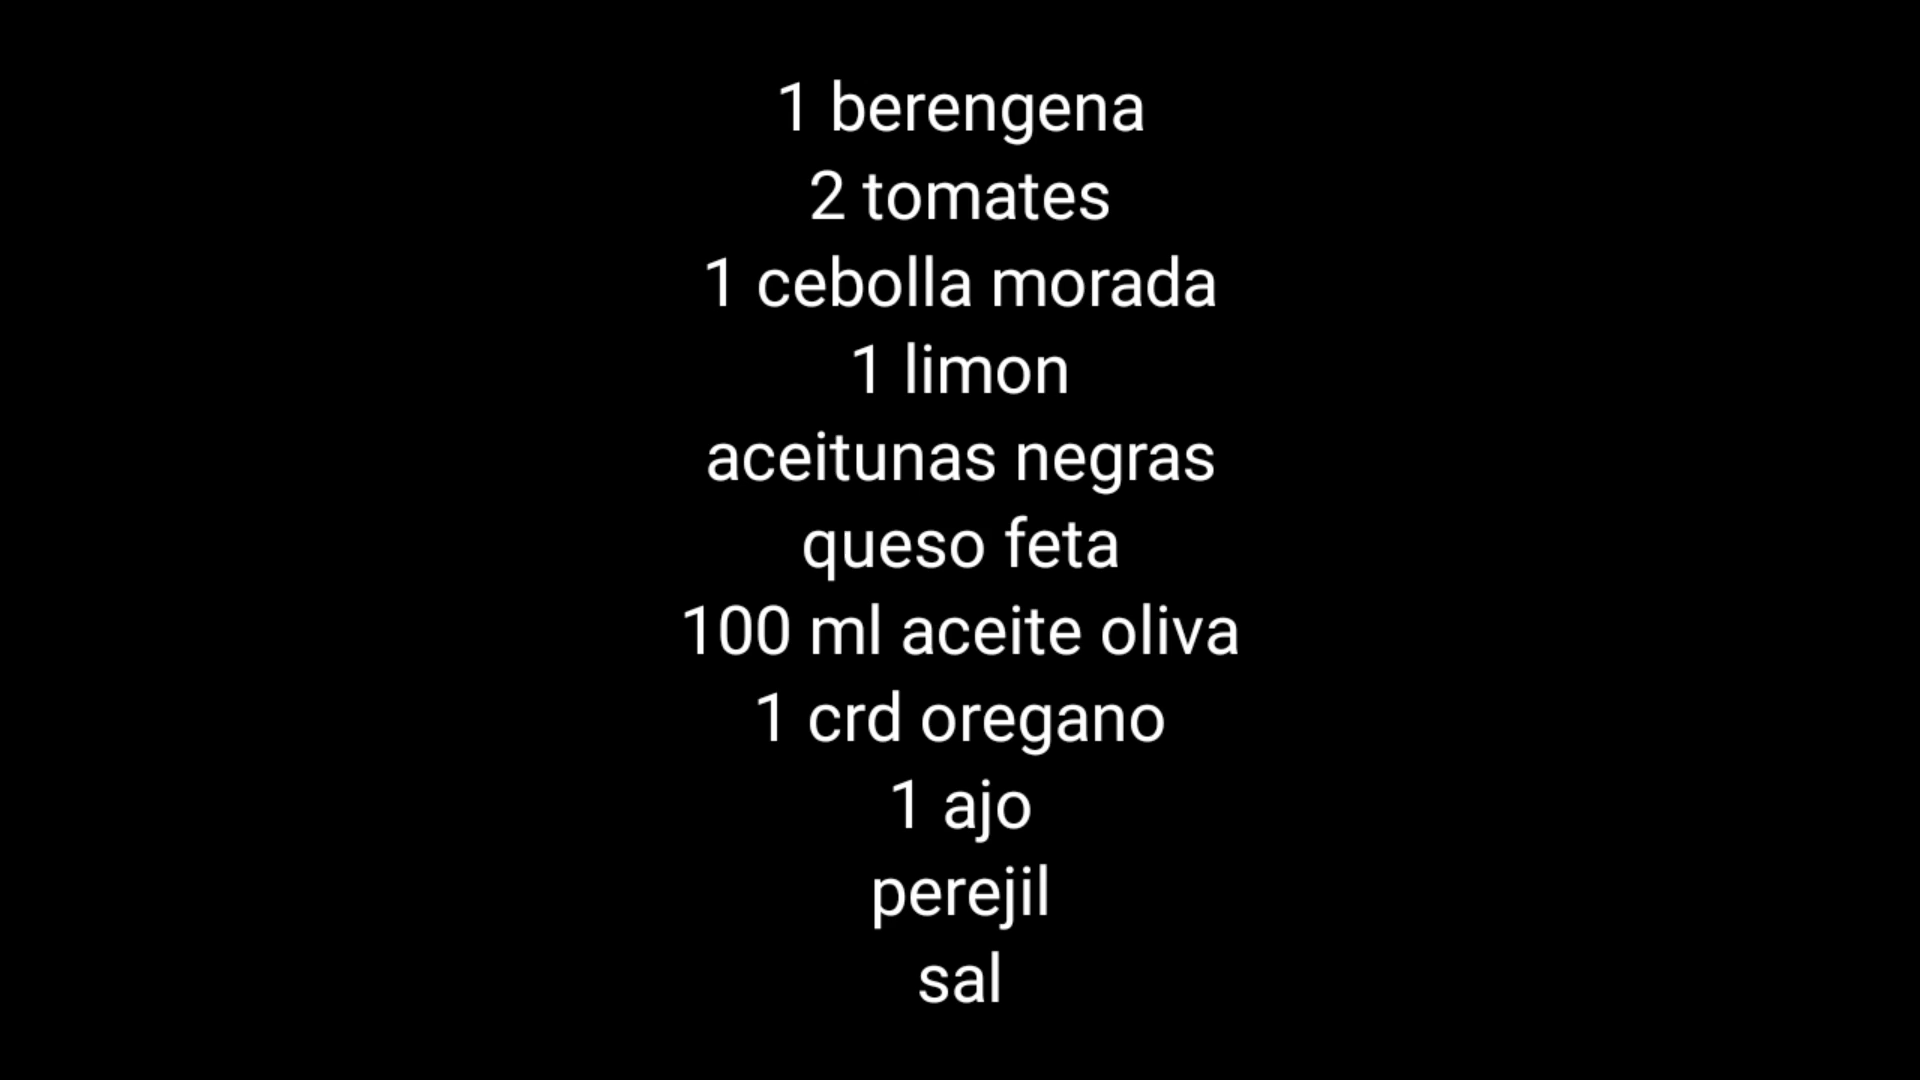 1 berengena
2 tomates
1 cebolla morada
1 limon
aceitunas negras
queso feta
100 ml aceite oliva
1 crd oregano
1 ajo
perejil
sal